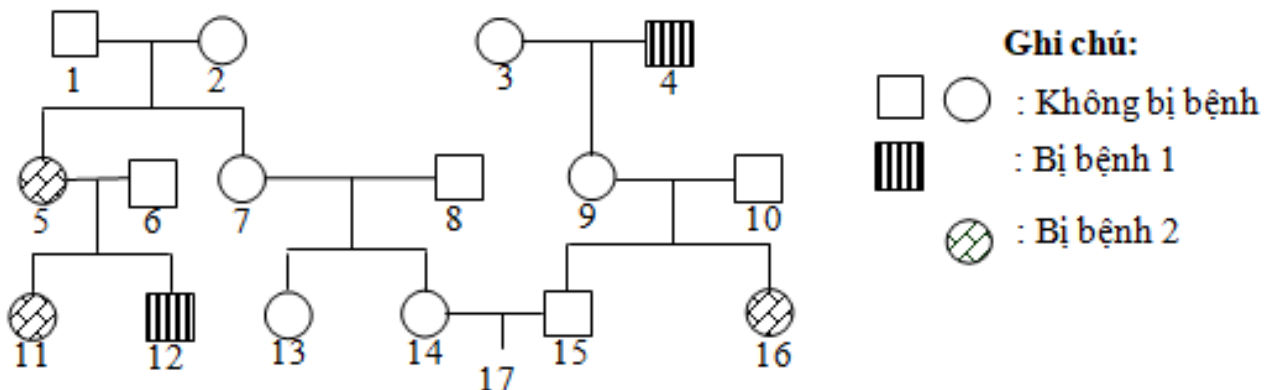 1 2 3 4
5 6 7 8 9 10
11 12 13 14 15 16
17
Ghi chú:
: Không bị bệnh
: Bị bệnh 1
: Bị bệnh 2